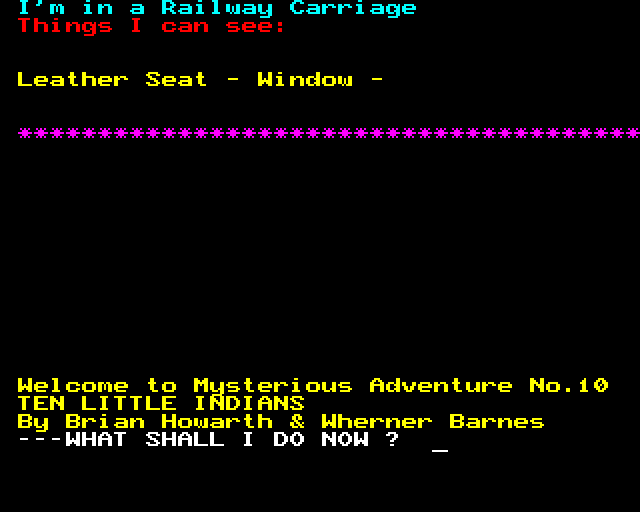 I'm in a Railway Carriage
Things I can see:
Leather Seat - Window -
***************************************
Welcome to Mysterious Adventure No.10
TEN LITTLE INDIANS
By Brian Howarth & Wherner Barnes
---WHAT SHALL I DO NOW ? _